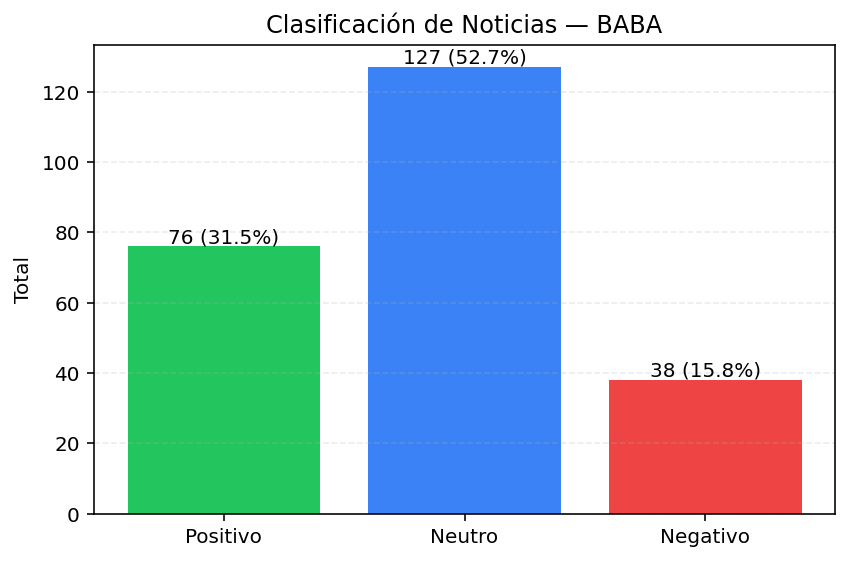 Clasificación de Noticias — BABA
127 (52.7%)
76 (31.5%)
38 (15.8%)
Total
120
100
80
60
40
20
0
Positivo
Neutro
Negativo